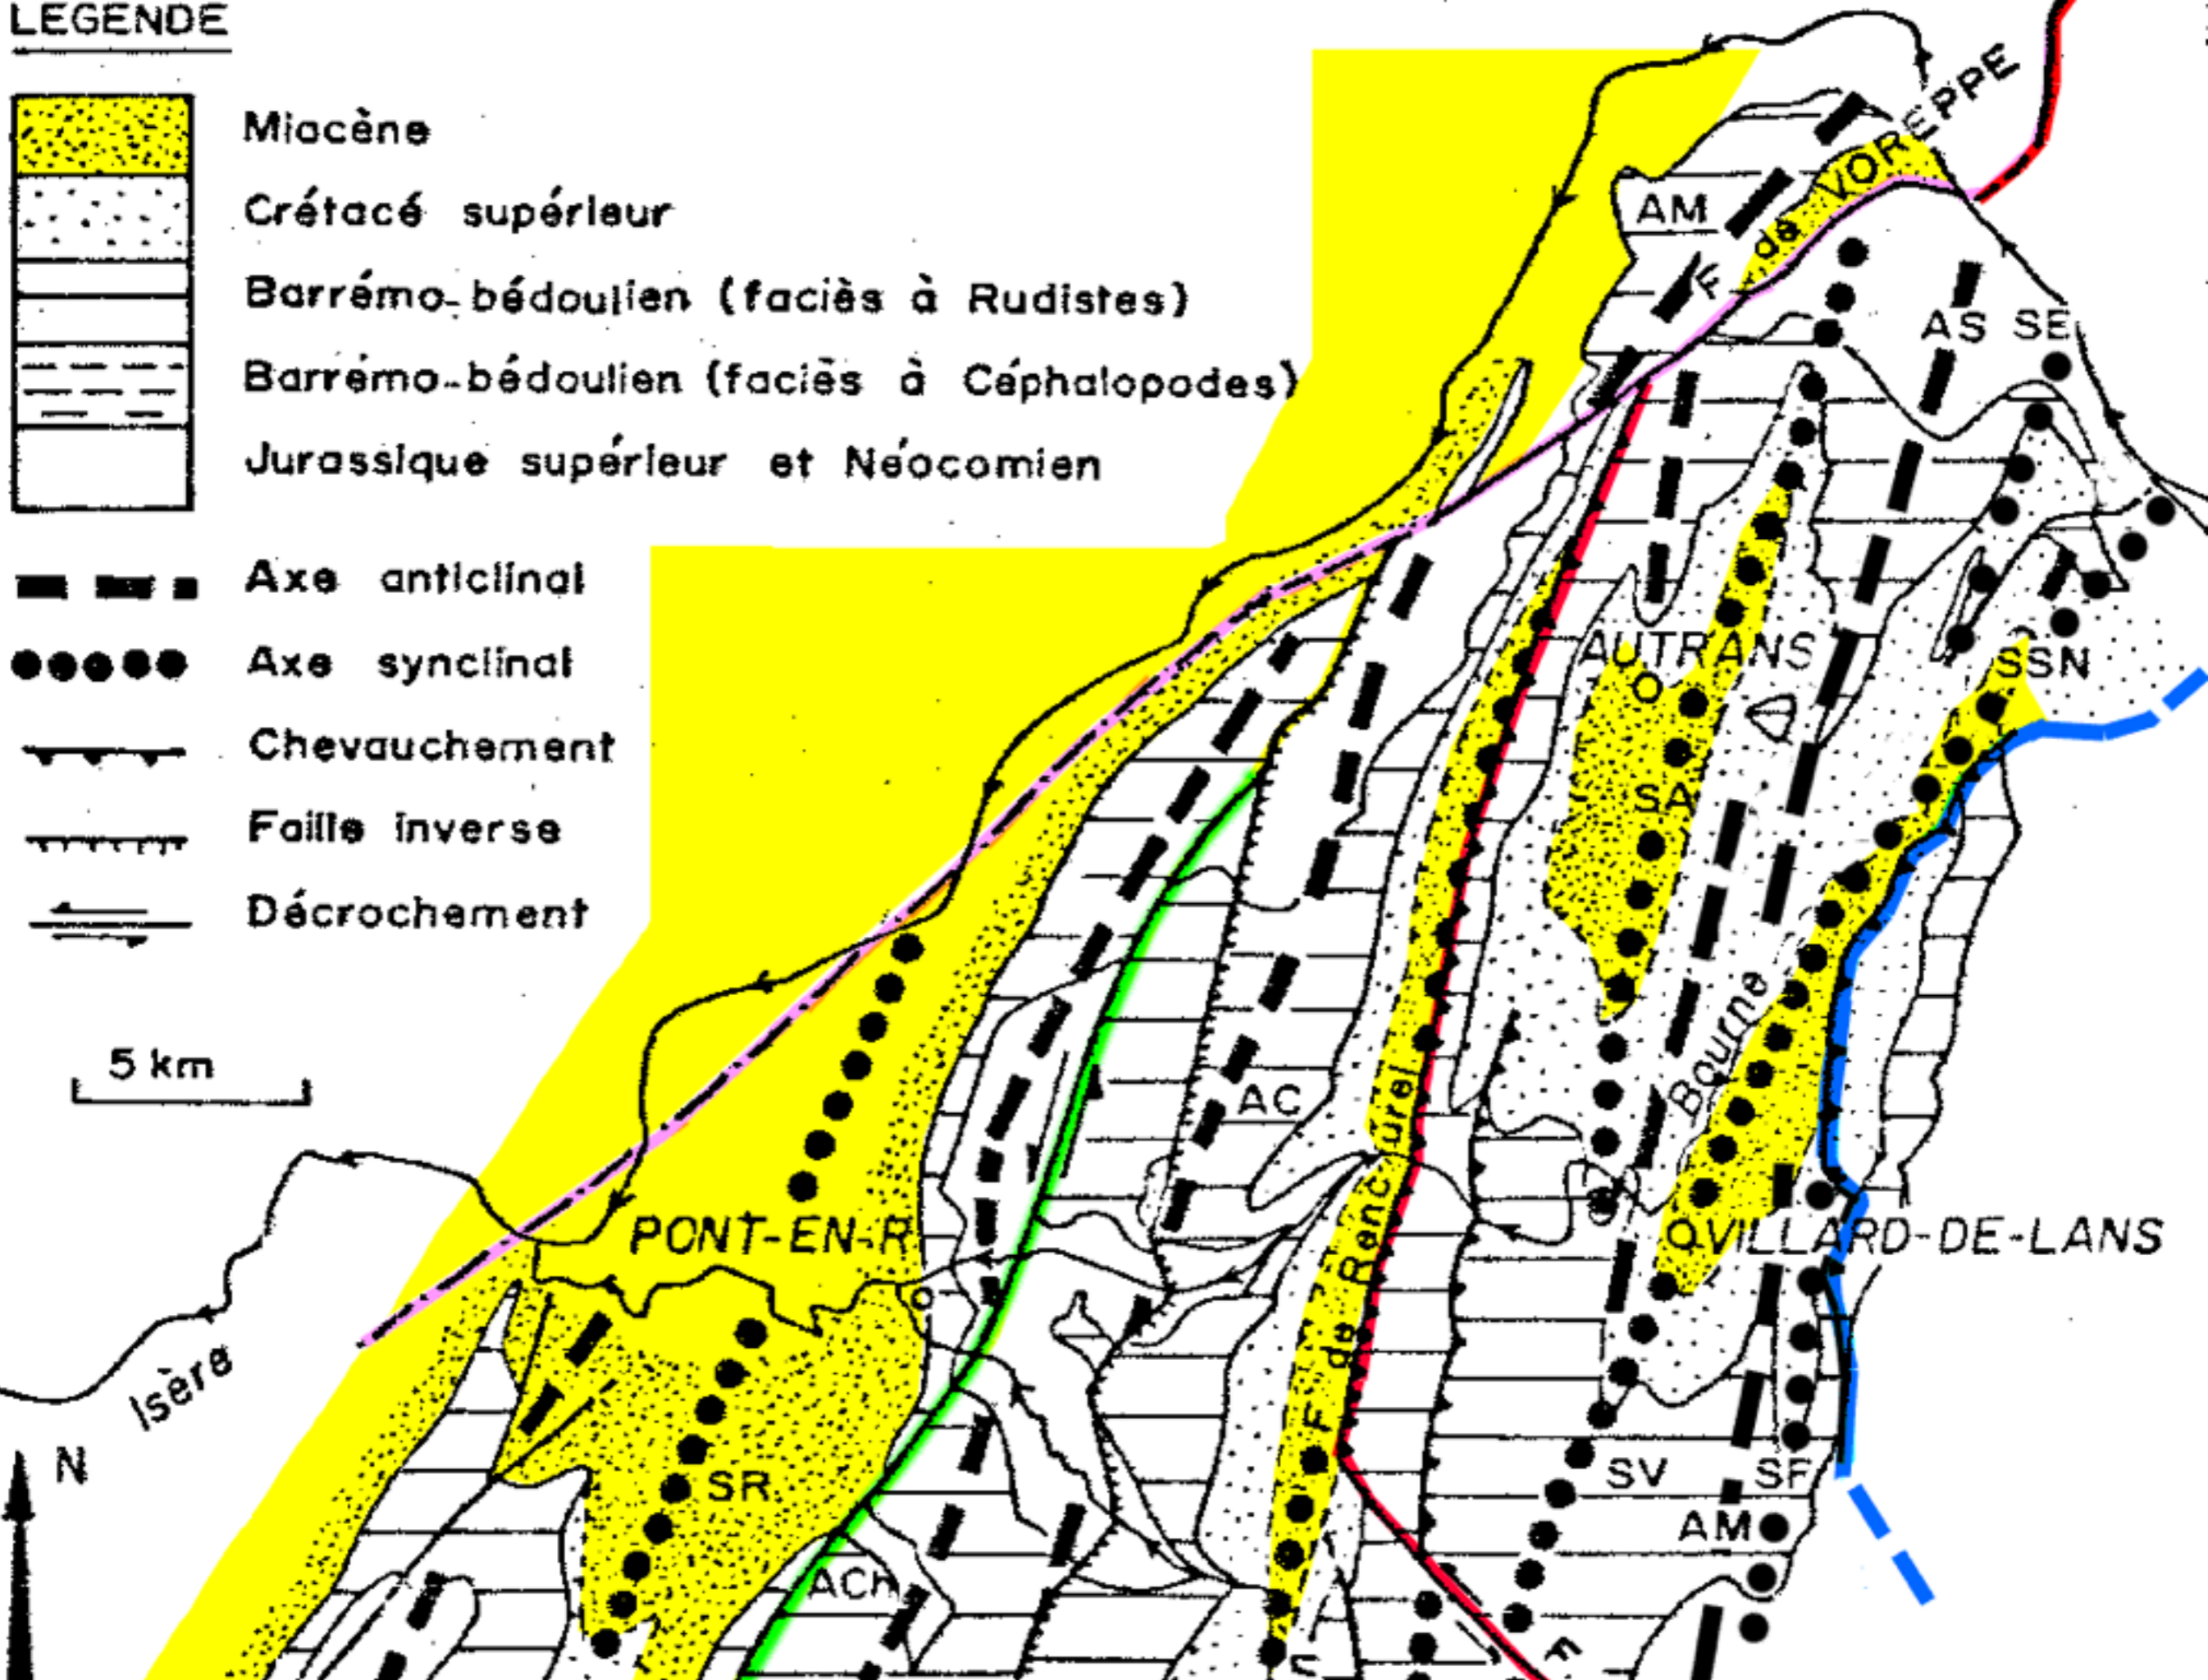 LEGENDE
Miocène
Crétacé supérieur
Barrémo-bédoulien (faciès à Rudistes)
Barrémo-bédoulien (faciès à Céphalopodes)
Jurassique supérieur et Néocomien
Axe anticlinal
Axe synclinal
Chevauchement
Faille inverse
Décrochement
5 km
N
Isère
F de VOREPPE
AM
AS SE
AUTRANS
SSN
SA
Bourne
AC
F de Rencurel
PONT-EN-R
VILLARD-DE-LANS
SR
SV SF
AM
ACh
F
S